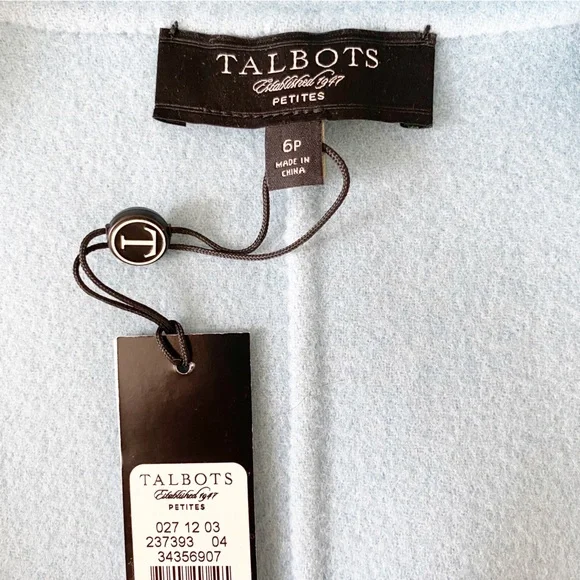 TALBOTS
Established 1947
PETITES
6P
MADE IN
CHINA
T
TALBOTS
Established 1947
PETITES
027 12 03
237393 04
34356907